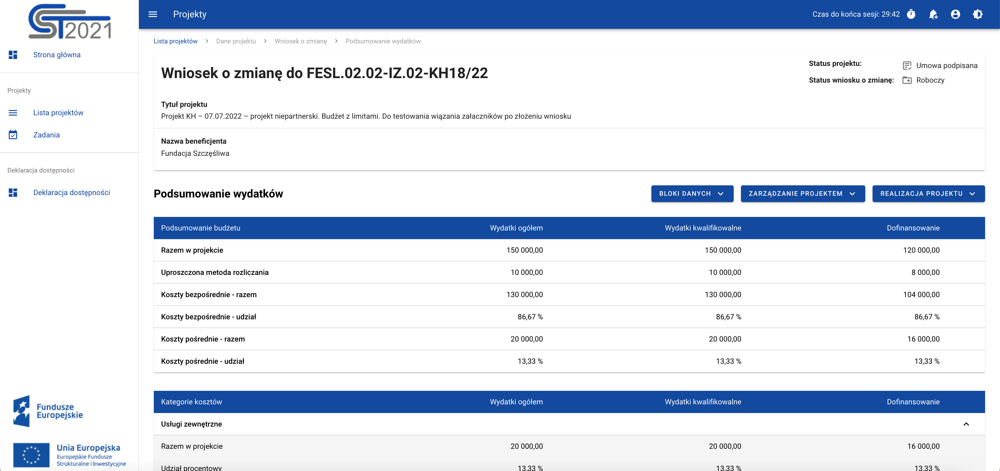 CST2021
Strona główna
Projekty
Lista projektów
Zadania
Deklaracja dostępności
Deklaracja dostępności
Fundusze
Europejskie
Unia Europejska
Europejskie Fundusze
Strukturalne i Inwestycyjne
Projekty
Czas do końca sesji: 29:42
Lista projektów > Dane projektu > Wniosek o zmianę > Podsumowanie wydatków
Wniosek o zmianę do FESL.02.02-IZ.02-KH18/22
Status projektu: Umowa podpisana
Status wniosku o zmianę: Roboczy
Tytuł projektu
Projekt KH – 07.07.2022 – projekt niepartnerski. Budżet z limitami. Do testowania wiązania załaczników po złożeniu wniosku
Nazwa beneficjenta
Fundacja Szczęśliwa
Podsumowanie wydatków
BLOKI DANYCH
ZARZĄDZANIE PROJEKTEM
REALIZACJA PROJEKTU
Podsumowanie budżetu Wydatki ogółem Wydatki kwalifikowalne Dofinansowanie
Razem w projekcie 150 000,00 150 000,00 120 000,00
Uproszczona metoda rozliczania 10 000,00 10 000,00 8 000,00
Koszty bezpośrednie - razem 130 000,00 130 000,00 104 000,00
Koszty bezpośrednie - udział 86,67 % 86,67 % 86,67 %
Koszty pośrednie - razem 20 000,00 20 000,00 16 000,00
Koszty pośrednie - udział 13,33 % 13,33 % 13,33 %
Kategorie kosztów Wydatki ogółem Wydatki kwalifikowalne Dofinansowanie
Usługi zewnętrzne
Razem w projekcie 20 000,00 20 000,00 16 000,00
Udział procentowy 13,33 % 13,33 % 13,33 %